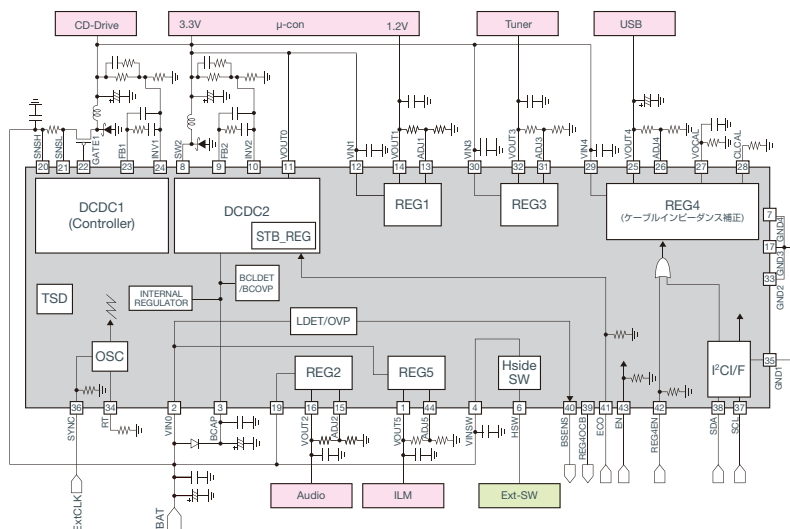 CD-Drive
3.3V
μ-con
1.2V
Tuner
USB
SNSH
SNSL
GATE1
FB1
INV1
SW2
FB2
INV2
VOUT0
VIN1
VOUT1
ADJ1
VIN3
VOUT3
ADJ3
VIN4
VOUT4
ADJ4
VOCAL
CLCAL
20
21
22
23
24
8
9
10
11
12
14
13
30
32
31
29
25
26
27
28
DCDC1
(Controller)
DCDC2
STB_REG
REG1
REG3
REG4
(ケーブルインピーダンス補正)
7
GND4
17
GND3
33
GND2
TSD
INTERNAL
REGULATOR
BCLDET
/BCOVP
LDET/OVP
OSC
REG2
REG5
Hside
SW
I²CI/F
35
GND1
36
34
2
3
19
16
15
1
44
4
6
40
39
41
43
42
38
37
SYNC
RT
VIN0
BCAP
VOUT2
ADJ2
VOUT5
ADJ5
VINSW
HSW
BSENS
REG4OCB
ECO
EN
REG4EN
SDA
SCL
Audio
ILM
Ext-SW
ExtCLK
BAT